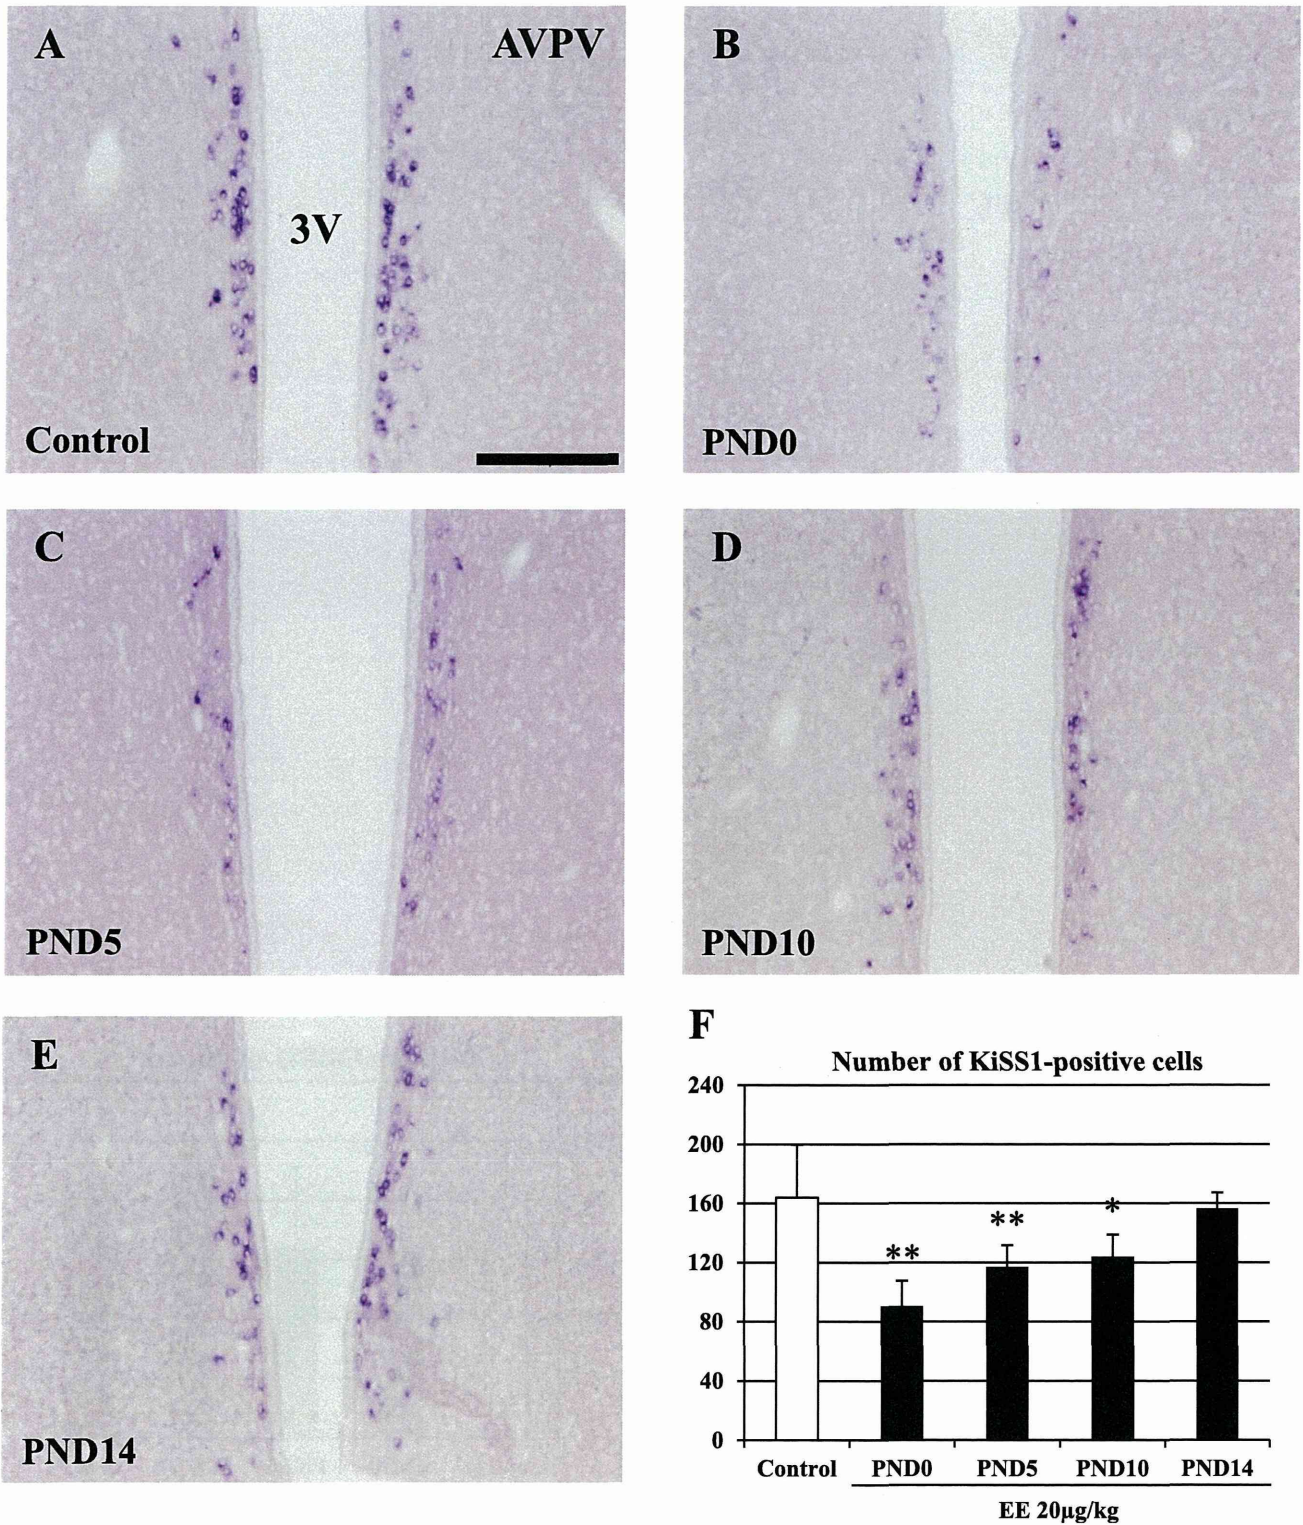 A
AVPV
3V
Control
B
PND0
C
PND5
D
PND10
E
PND14
F
Number of KiSS1-positive cells
240
200
160
120
80
40
0
**
**
*
Control PND0 PND5 PND10 PND14
EE 20µg/kg